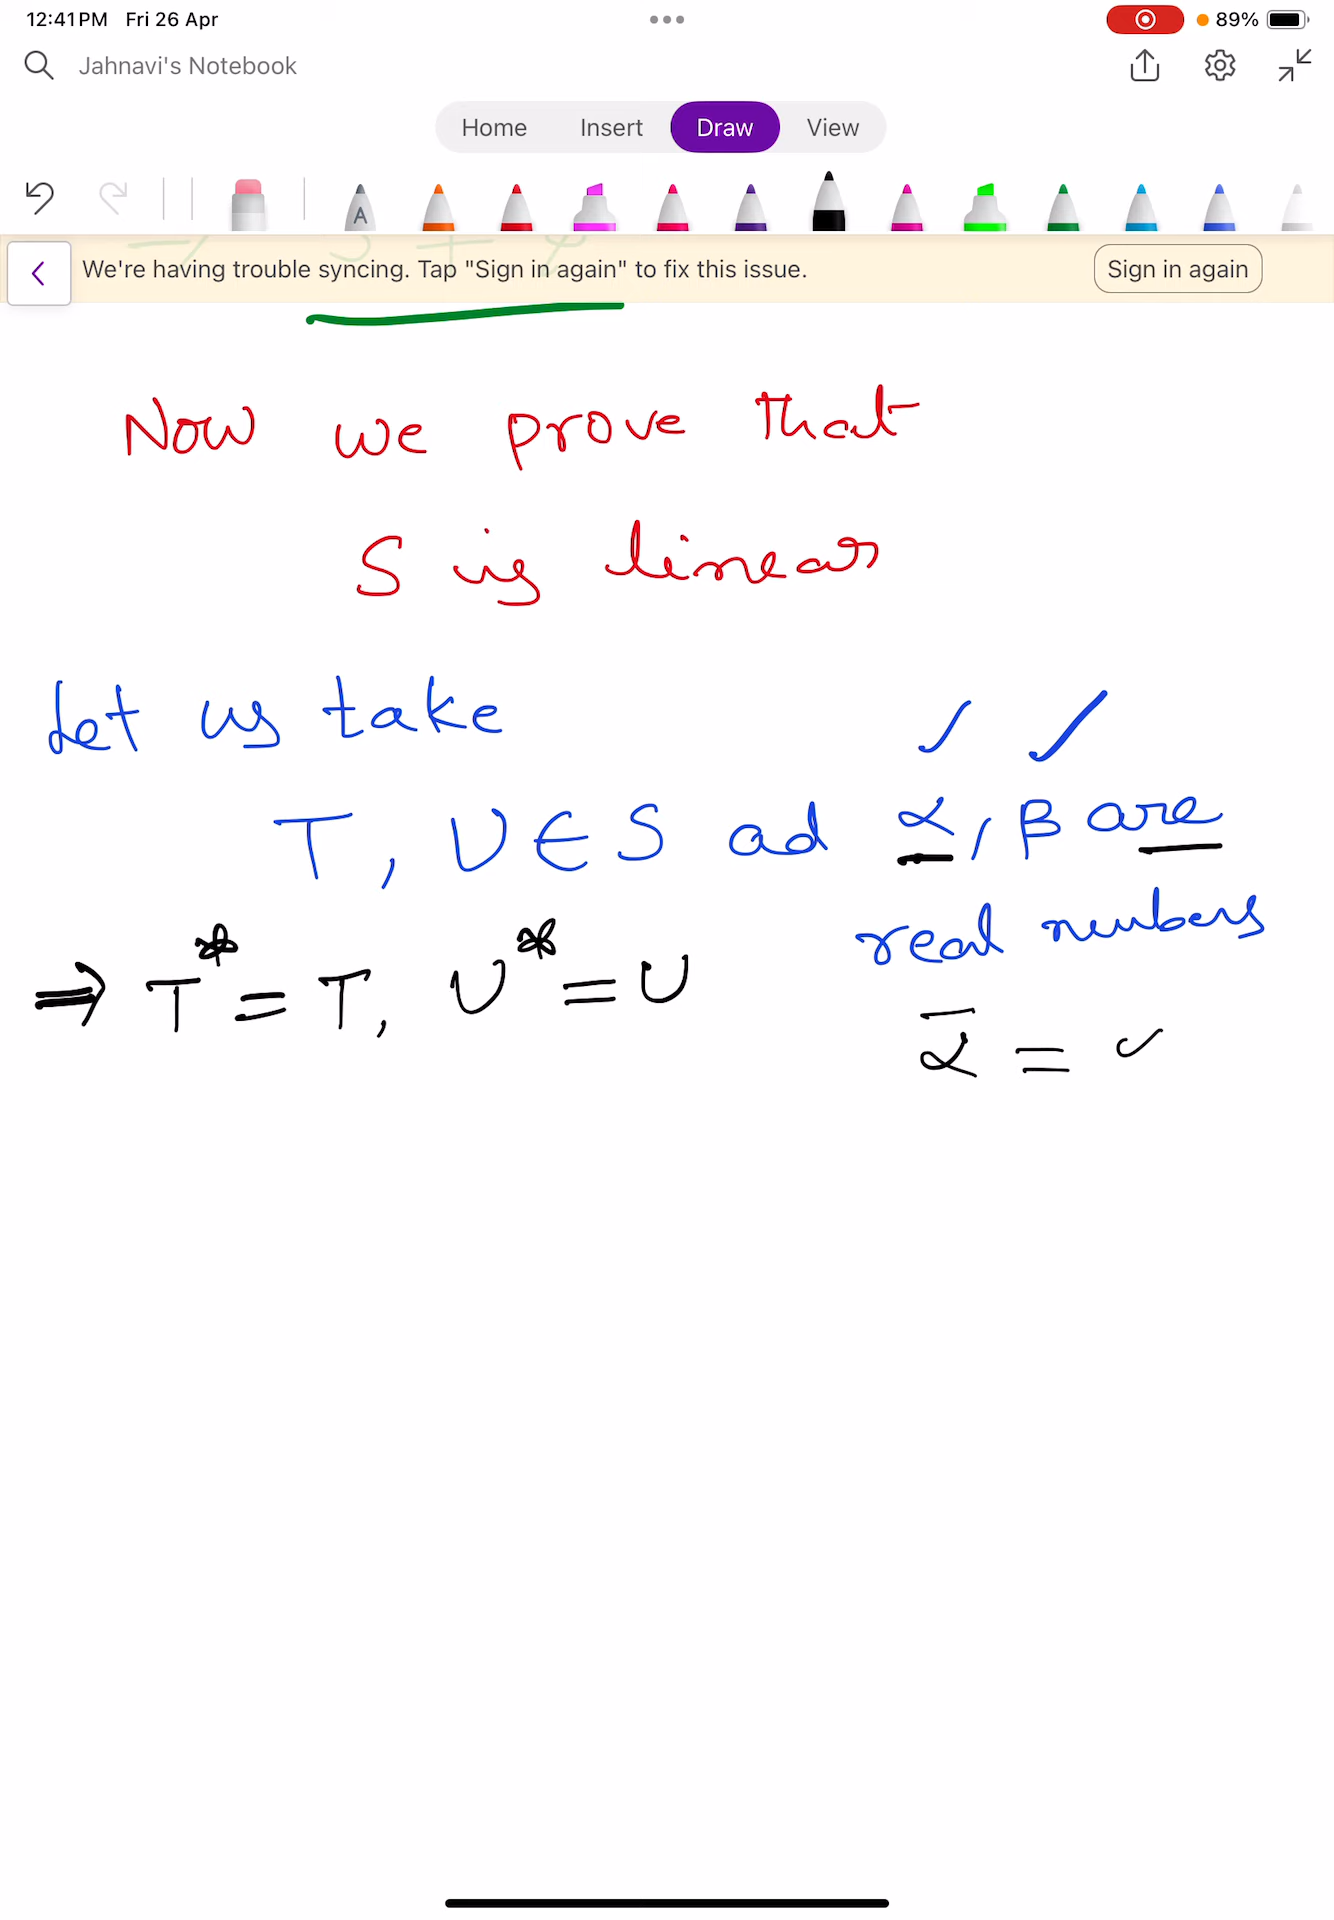 12:41 PM Fri 26 Apr
89%
Jahnavi's Notebook
Home Insert Draw View
A
We're having trouble syncing. Tap "Sign in again" to fix this issue.
Sign in again
Now we prove that
S is linear
Let us take
T, U ∈ S ad α, β are
real numbers
⇒ T* = T, U* = U
ᾱ =